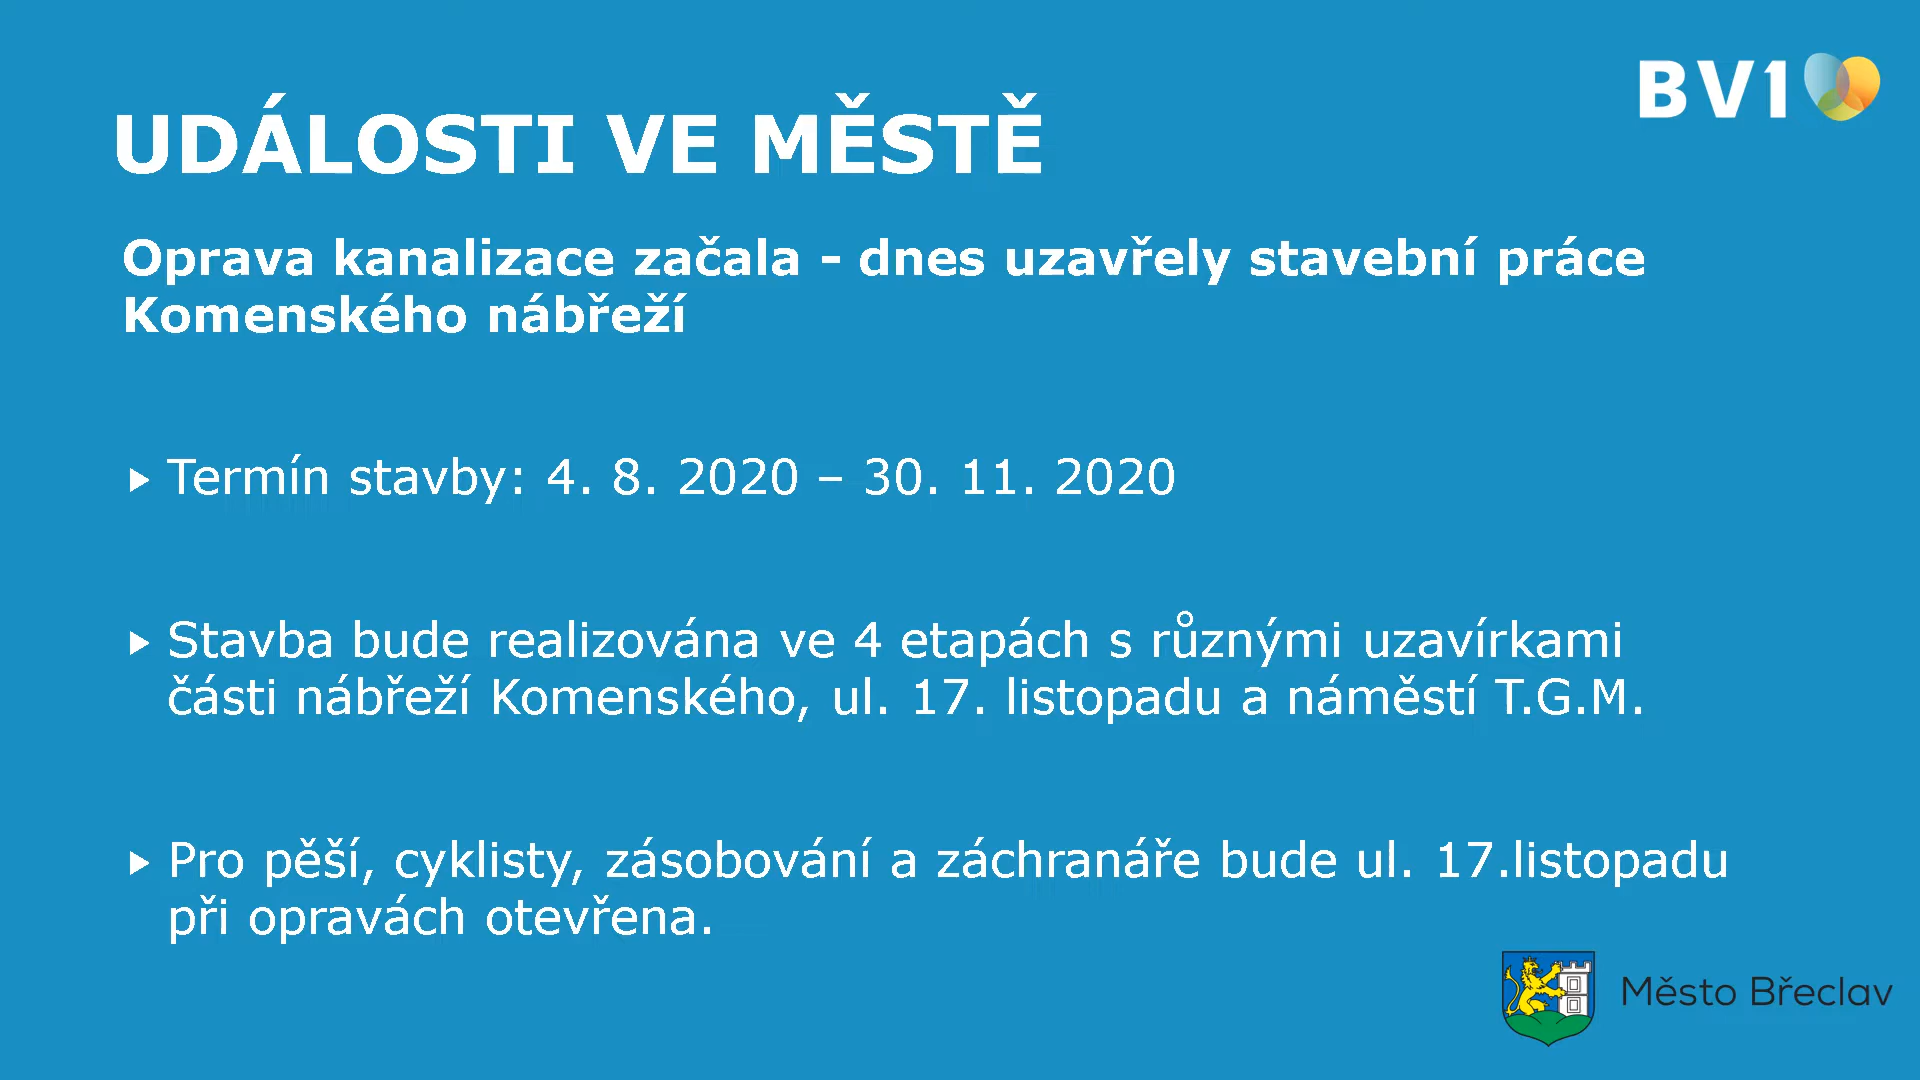 BV1
UDÁLOSTI VE MĚSTĚ
Oprava kanalizace začala - dnes uzavřely stavební práce
Komenského nábřeží
Termín stavby: 4. 8. 2020 – 30. 11. 2020
Stavba bude realizována ve 4 etapách s různými uzavírkami
části nábřeží Komenského, ul. 17. listopadu a náměstí T.G.M.
Pro pěší, cyklisty, zásobování a záchranáře bude ul. 17.listopadu
při opravách otevřena.
Město Břeclav